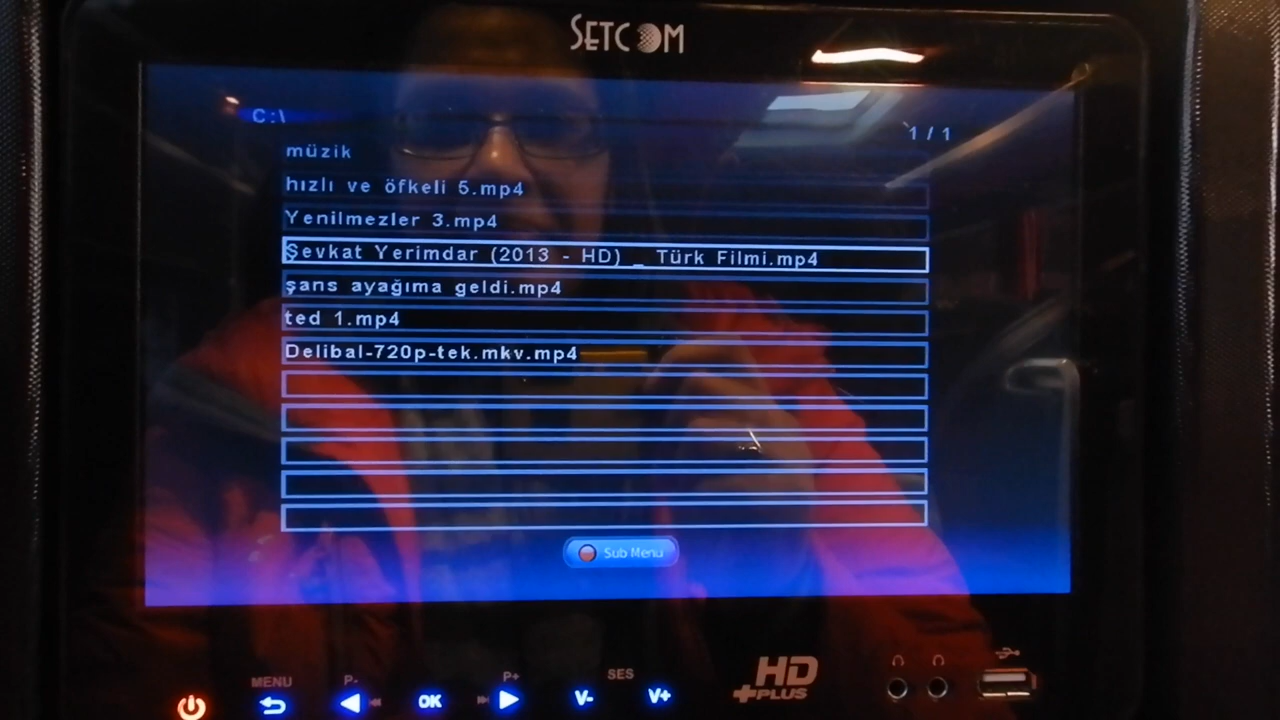 SETCOM
C:\
1 / 1
müzik
hızlı ve öfkeli 5.mp4
Yenilmezler 3.mp4
Şevkat Yerimdar (2013 - HD) _ Türk Filmi.mp4
şans ayağıma geldi.mp4
ted 1.mp4
Delibal-720p-tek.mkv.mp4
Sub Menu
MENU P- P+ SES
OK V- V+
HD
+PLUS